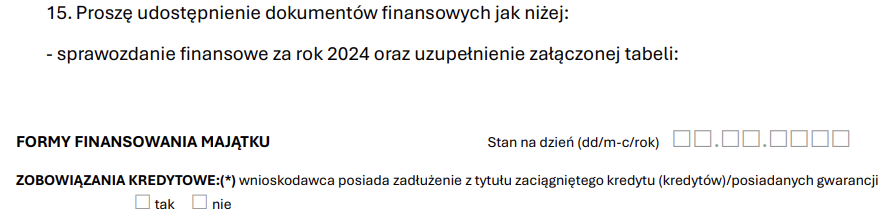 15. Proszę udostępnienie dokumentów finansowych jak niżej:
- sprawozdanie finansowe za rok 2024 oraz uzupełnienie załączonej tabeli:
FORMY FINANSOWANIA MAJĄTKU Stan na dzień (dd/m-c/rok) ☐☐.☐☐.☐☐☐☐
ZOBOWIĄZANIA KREDYTOWE:(*) wnioskodawca posiada zadłużenie z tytułu zaciągniętego kredytu (kredytów)/posiadanych gwarancji
☐ tak ☐ nie